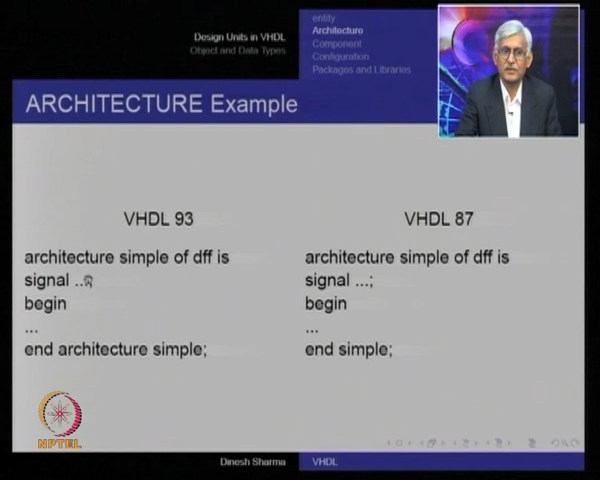 Design Units in VHDL
Object and Data Types
entity
Architecture
Component
Configuration
Packages and Libraries
ARCHITECTURE Example
VHDL 93
architecture simple of dff is
signal ...
begin
...
end architecture simple;
VHDL 87
architecture simple of dff is
signal ...;
begin
...
end simple;
NPTEL
Dinesh Sharma
VHDL